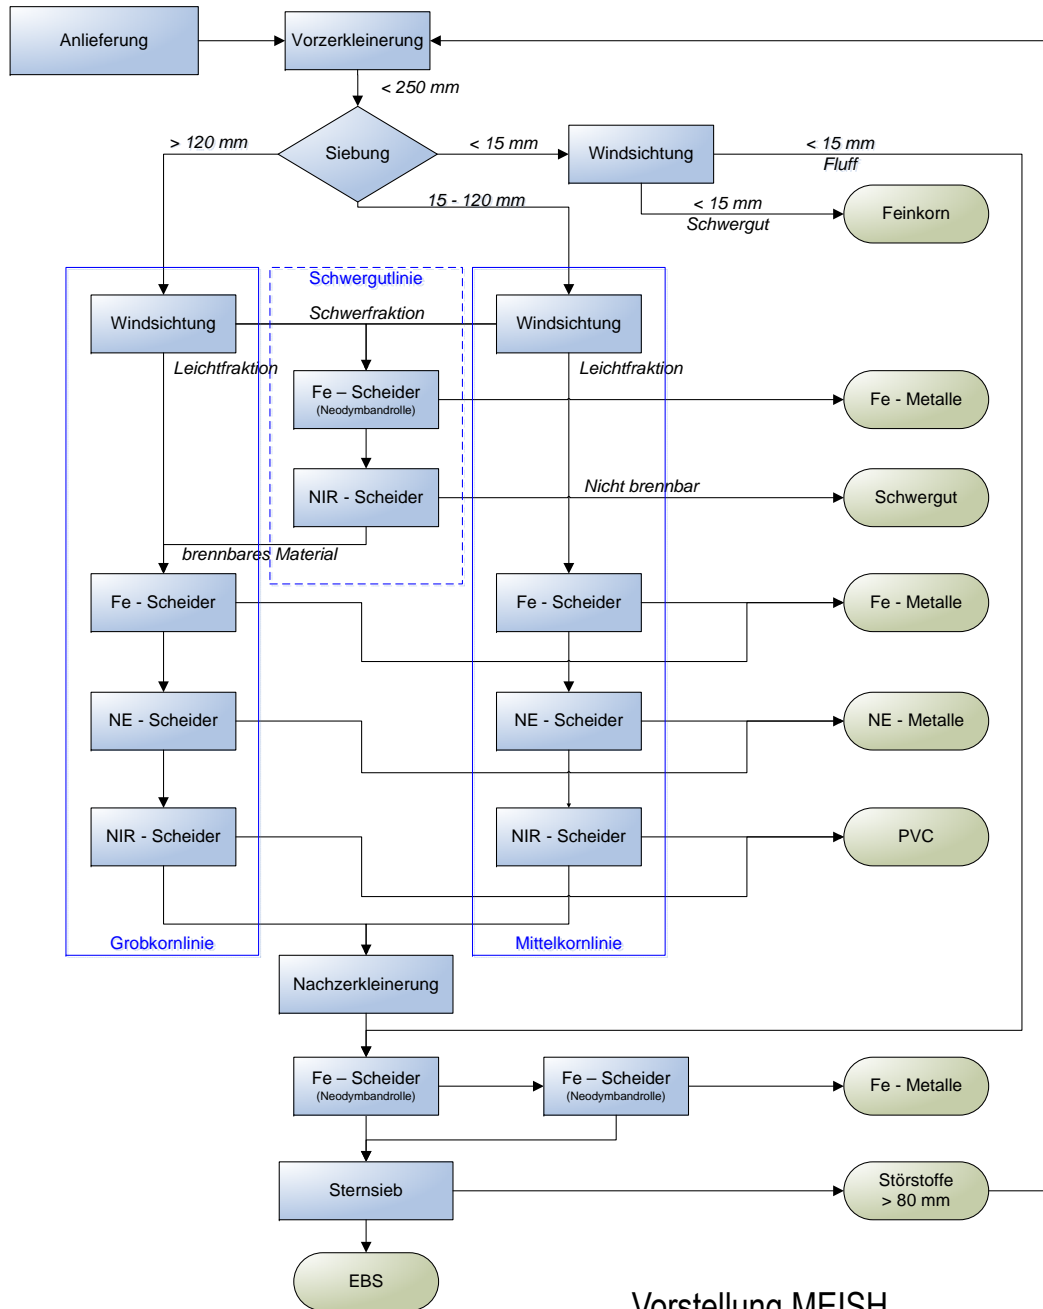 Anlieferung
Vorzerkleinerung
< 250 mm
> 120 mm
Siebung
< 15 mm
Windsichtung
< 15 mm
Fluff
15 - 120 mm
< 15 mm
Schwergut
Feinkorn
Schwergutlinie
Windsichtung
Schwerfraktion
Windsichtung
Leichtfraktion
Leichtfraktion
Fe – Scheider
(Neodymbandrolle)
Fe - Metalle
NIR - Scheider
Nicht brennbar
Schwergut
brennbares Material
Fe - Scheider
Fe - Scheider
Fe - Metalle
NE - Scheider
NE - Scheider
NE - Metalle
NIR - Scheider
NIR - Scheider
PVC
Grobkornlinie
Mittelkornlinie
Nachzerkleinerung
Fe – Scheider
(Neodymbandrolle)
Fe – Scheider
(Neodymbandrolle)
Fe - Metalle
Sternsieb
Störstoffe
> 80 mm
EBS
Vorstellung MEISH